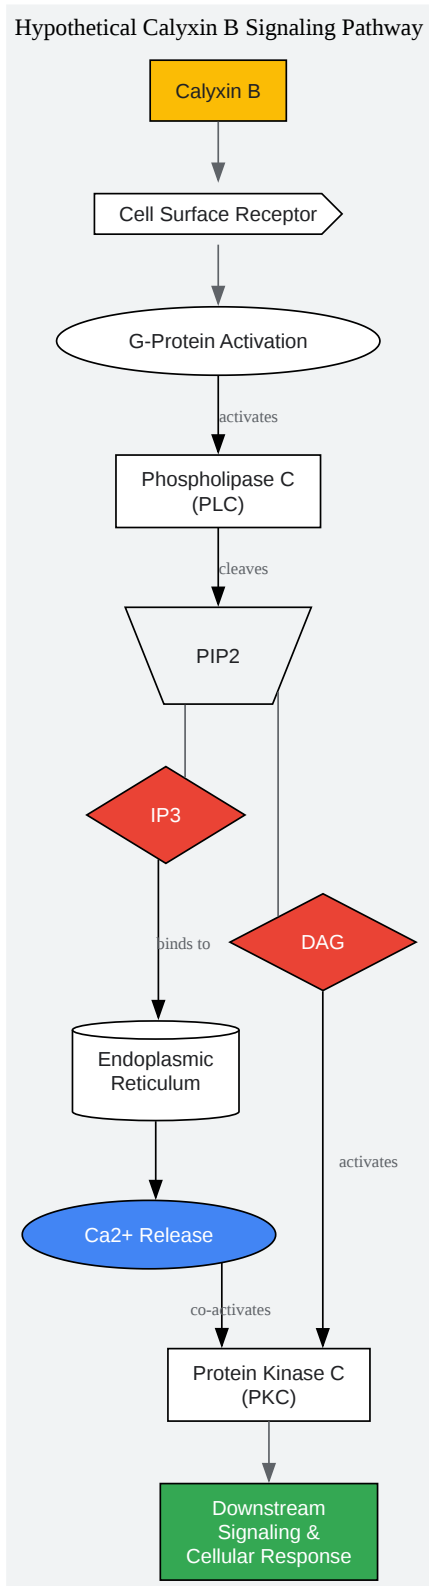 Hypothetical Calyxin B Signaling Pathway
Calyxin B
Cell Surface Receptor
G-Protein Activation
activates
Phospholipase C
(PLC)
cleaves
PIP2
IP3
DAG
binds to
Endoplasmic
Reticulum
activates
Ca2+ Release
co-activates
Protein Kinase C
(PKC)
Downstream
Signaling &
Cellular Response